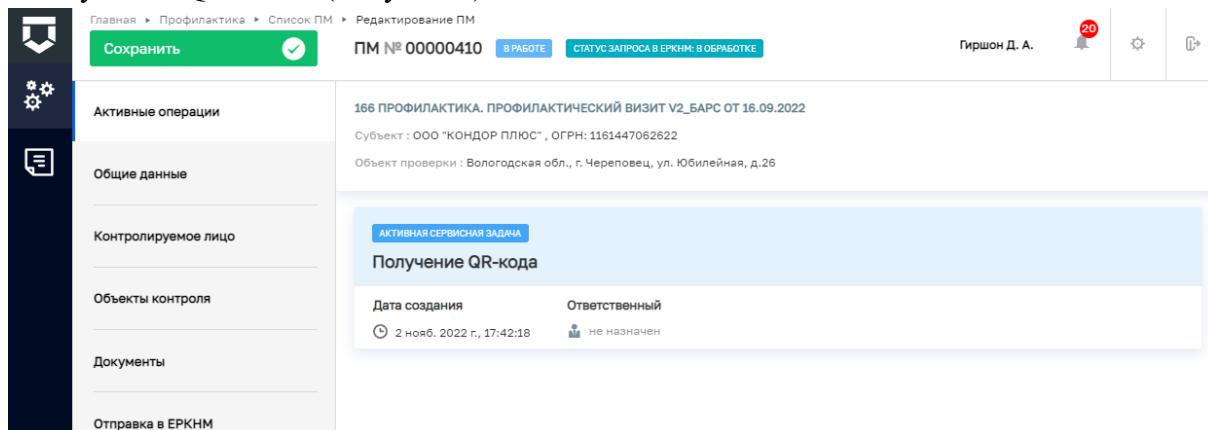 Главная ▸ Профилактика ▸ Список ПМ ▸ Редактирование ПМ
Сохранить
ПМ № 00000410 В РАБОТЕ СТАТУС ЗАПРОСА В ЕРКНМ: В ОБРАБОТКЕ
Гиршон Д. А.
20
Активные операции
Общие данные
Контролируемое лицо
Объекты контроля
Документы
Отправка в ЕРКНМ
166 ПРОФИЛАКТИКА. ПРОФИЛАКТИЧЕСКИЙ ВИЗИТ V2_БАРС ОТ 16.09.2022
Субъект : ООО "КОНДОР ПЛЮС" , ОГРН: 1161447062622
Объект проверки : Вологодская обл., г. Череповец, ул. Юбилейная, д.26
АКТИВНАЯ СЕРВИСНАЯ ЗАДАЧА
Получение QR-кода
Дата создания Ответственный
2 нояб. 2022 г., 17:42:18 не назначен